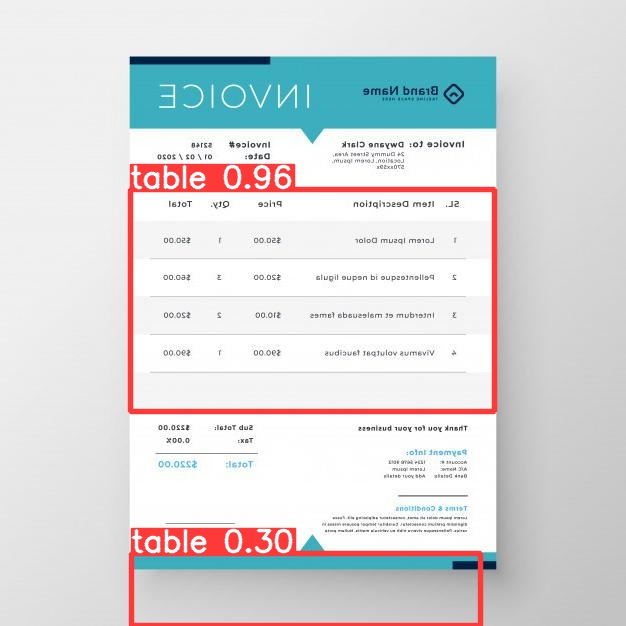 INVOICE
Brand Name
TAGLINE SPACE HERE
Invoice to: Dwyane Clark
24 Dummy Street Area,
Location, Lorem Ipsum,
570xx59x
Invoice# 52148
Date: 01 / 02 / 2020
table 0.96
SL. Item Description Price Qty. Total
1 Lorem Ipsum Dolor $50.00 1 $50.00
2 Pellentesque id neque ligula $20.00 3 $60.00
3 Interdum et malesuada fames $10.00 2 $20.00
4 Vivamus volutpat faucibus $90.00 1 $90.00
Thank you for your business
Sub Total: $220.00
Tax: 0.00%
Total: $220.00
Payment Info:
Account #: 1234 5678 9012
A/C Name: Lorem Ipsum
Bank Details: Add your details
Terms & Conditions
Lorem ipsum dolor sit amet, consectetur adipiscing elit. Fusce
dignissim pretium consectetur. Curabitur tempor posuere massa in
varius. Pellentesque viverra nibh eu vehicula mattis. Nullam porta
table 0.30